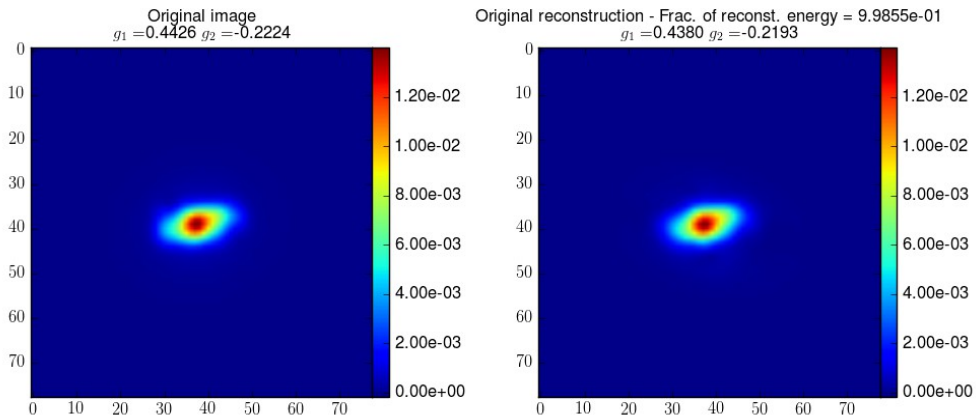 Original image
g₁ =0.4426 g₂ =-0.2224
0
10
20
30
40
50
60
70
0 10 20 30 40 50 60 70
1.20e-02
1.00e-02
8.00e-03
6.00e-03
4.00e-03
2.00e-03
0.00e+00
Original reconstruction - Frac. of reconst. energy = 9.9855e-01
g₁ =0.4380 g₂ =-0.2193
0
10
20
30
40
50
60
70
0 10 20 30 40 50 60 70
1.20e-02
1.00e-02
8.00e-03
6.00e-03
4.00e-03
2.00e-03
0.00e+00